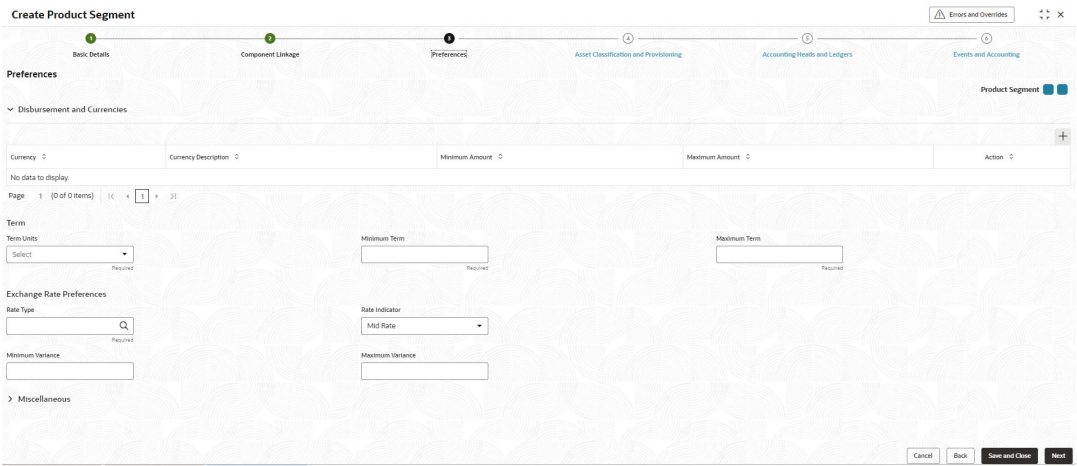 Create Product Segment
Errors and Overrides
1 2 3 4 5 6
Basic Details Component Linkage Preferences Asset Classification and Provisioning Accounting Heads and Ledgers Events and Accounting
Preferences
Product Segment
Disbursement and Currencies
Currency Currency Description Minimum Amount Maximum Amount Action
No data to display.
Page 1 (0 of 0 items) 1
Term
Term Units Minimum Term Maximum Term
Select
Required Required Required
Exchange Rate Preferences
Rate Type Rate Indicator
Mid Rate
Required
Minimum Variance Maximum Variance
Miscellaneous
Cancel Back Save and Close Next